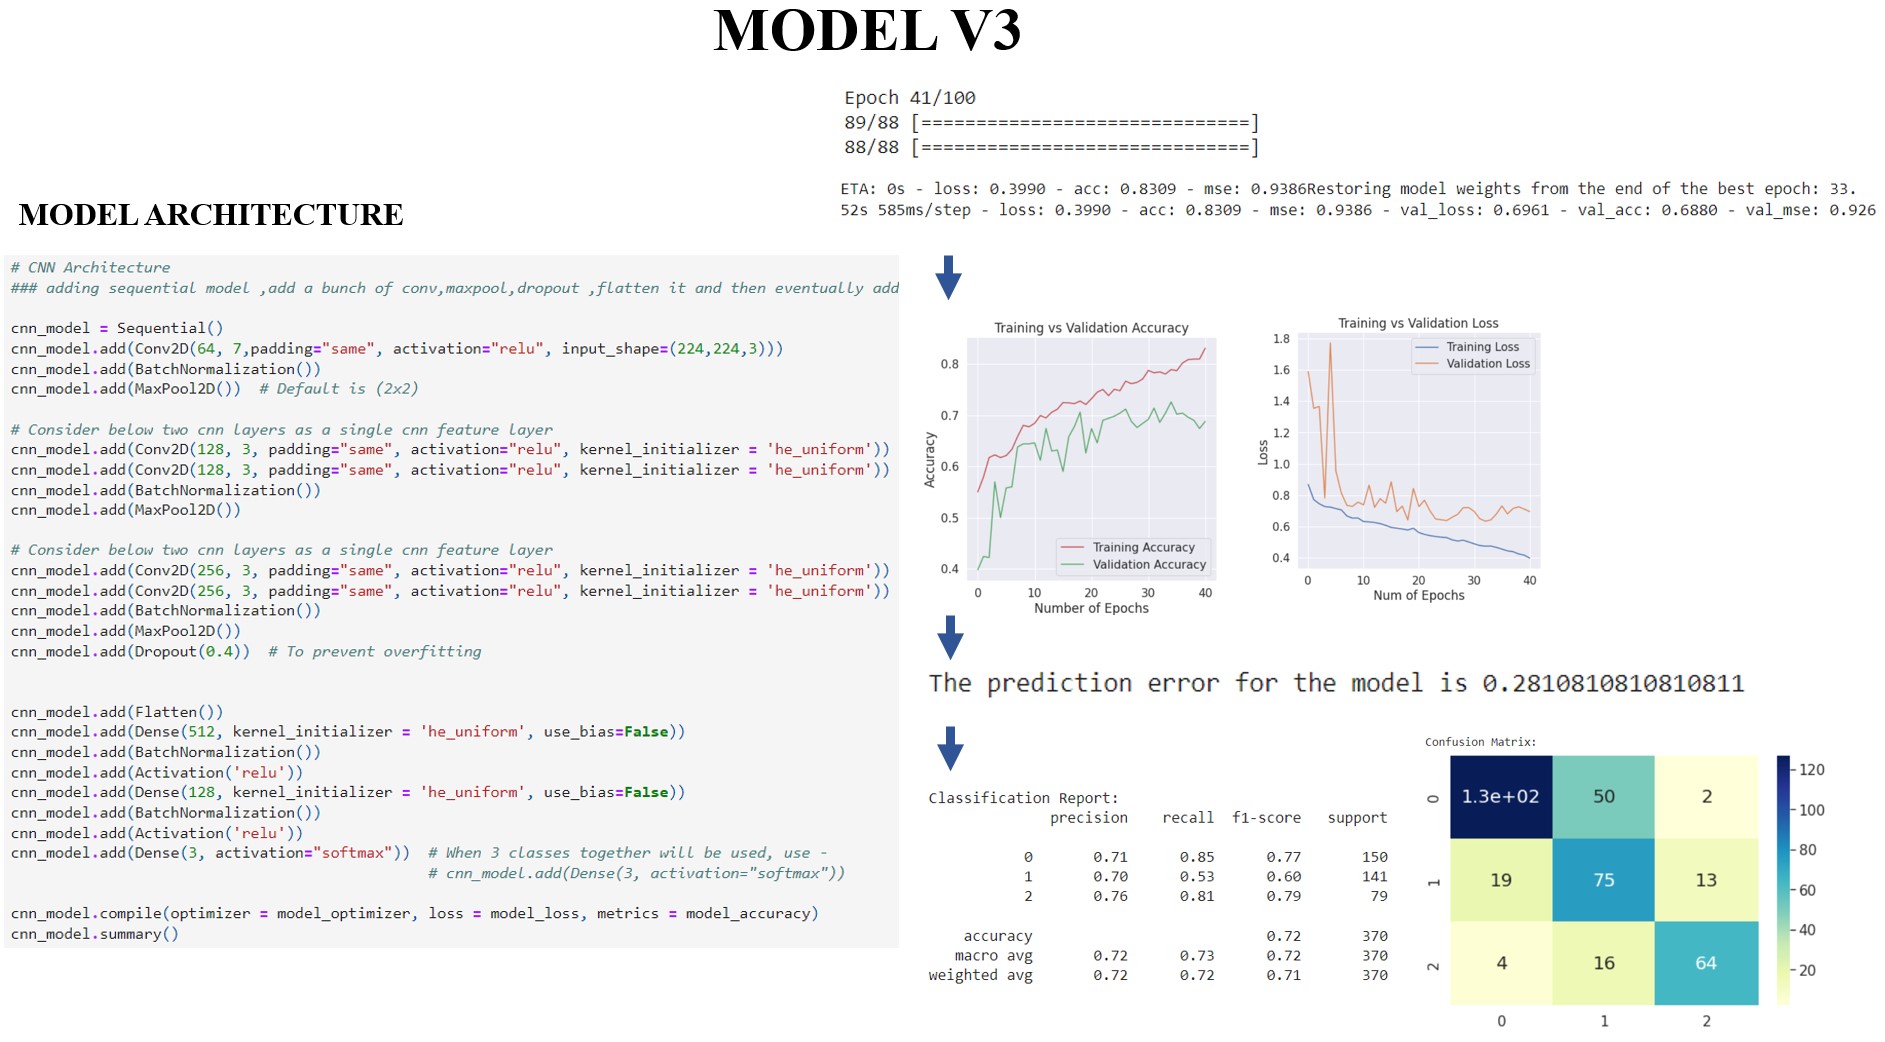 MODEL V3
Epoch 41/100
89/88 [==============================]
88/88 [==============================]
ETA: 0s - loss: 0.3990 - acc: 0.8309 - mse: 0.9386Restoring model weights from the end of the best epoch: 33.
52s 585ms/step - loss: 0.3990 - acc: 0.8309 - mse: 0.9386 - val_loss: 0.6961 - val_acc: 0.6880 - val_mse: 0.926
MODEL ARCHITECTURE
# CNN Architecture
### adding sequential model ,add a bunch of conv,maxpool,dropout ,flatten it and then eventually add
cnn_model = Sequential()
cnn_model.add(Conv2D(64, 7,padding="same", activation="relu", input_shape=(224,224,3)))
cnn_model.add(BatchNormalization())
cnn_model.add(MaxPool2D())  # Default is (2x2)
# Consider below two cnn layers as a single cnn feature layer
cnn_model.add(Conv2D(128, 3, padding="same", activation="relu", kernel_initializer = 'he_uniform'))
cnn_model.add(Conv2D(128, 3, padding="same", activation="relu", kernel_initializer = 'he_uniform'))
cnn_model.add(BatchNormalization())
cnn_model.add(MaxPool2D())
# Consider below two cnn layers as a single cnn feature layer
cnn_model.add(Conv2D(256, 3, padding="same", activation="relu", kernel_initializer = 'he_uniform'))
cnn_model.add(Conv2D(256, 3, padding="same", activation="relu", kernel_initializer = 'he_uniform'))
cnn_model.add(BatchNormalization())
cnn_model.add(MaxPool2D())
cnn_model.add(Dropout(0.4))  # To prevent overfitting
cnn_model.add(Flatten())
cnn_model.add(Dense(512, kernel_initializer = 'he_uniform', use_bias=False))
cnn_model.add(BatchNormalization())
cnn_model.add(Activation('relu'))
cnn_model.add(Dense(128, kernel_initializer = 'he_uniform', use_bias=False))
cnn_model.add(BatchNormalization())
cnn_model.add(Activation('relu'))
cnn_model.add(Dense(3, activation="softmax"))  # When 3 classes together will be used, use -
# cnn_model.add(Dense(3, activation="softmax"))
cnn_model.compile(optimizer = model_optimizer, loss = model_loss, metrics = model_accuracy)
cnn_model.summary()
Training vs Validation Accuracy
Accuracy
0.8
0.7
0.6
0.5
0.4
Training Accuracy
Validation Accuracy
0 10 20 30 40
Number of Epochs
Training vs Validation Loss
Loss
1.8
1.6
1.4
1.2
1.0
0.8
0.6
0.4
Training Loss
Validation Loss
0 10 20 30 40
Num of Epochs
The prediction error for the model is 0.2810810810810811
Classification Report:
precision recall f1-score support
0 0.71 0.85 0.77 150
1 0.70 0.53 0.60 141
2 0.76 0.81 0.79 79
accuracy 0.72 370
macro avg 0.72 0.73 0.72 370
weighted avg 0.72 0.72 0.71 370
Confusion Matrix:
0 1.3e+02 50 2
1 19 75 13
2 4 16 64
0 1 2
120
100
80
60
40
20